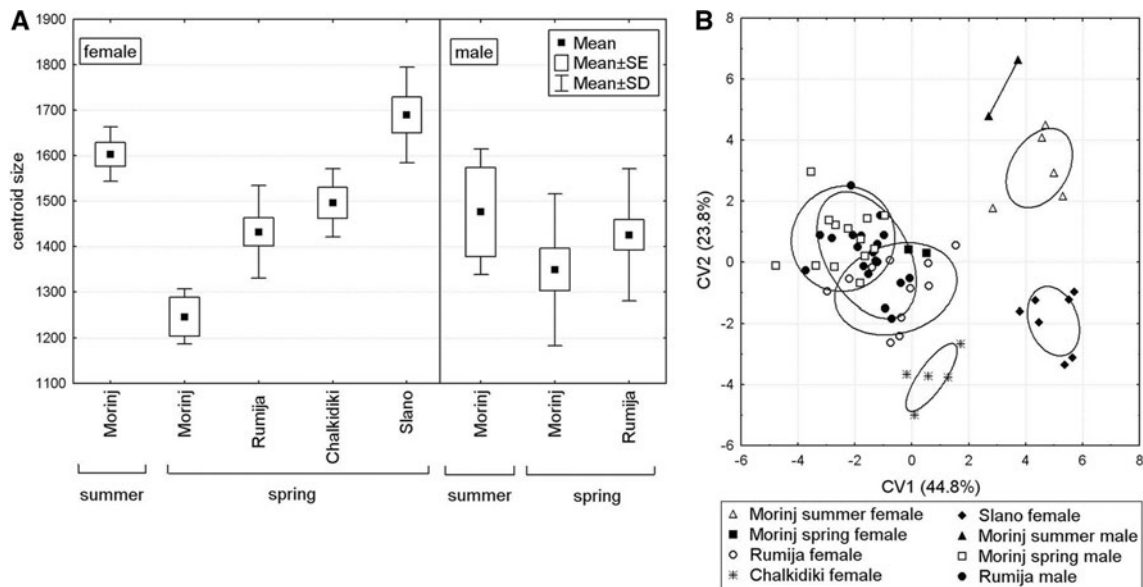 A
female
male
Mean
Mean±SE
Mean±SD
centroid size
1900
1800
1700
1600
1500
1400
1300
1200
1100
Morinj
Morinj
Rumija
Chalkidiki
Slano
Morinj
Morinj
Rumija
summer
spring
summer
spring
B
CV2 (23.8%)
8
6
4
2
0
-2
-4
-6
-6
-4
-2
0
2
4
6
8
CV1 (44.8%)
Morinj summer female
Morinj spring female
Rumija female
Chalkidiki female
Slano female
Morinj summer male
Morinj spring male
Rumija male